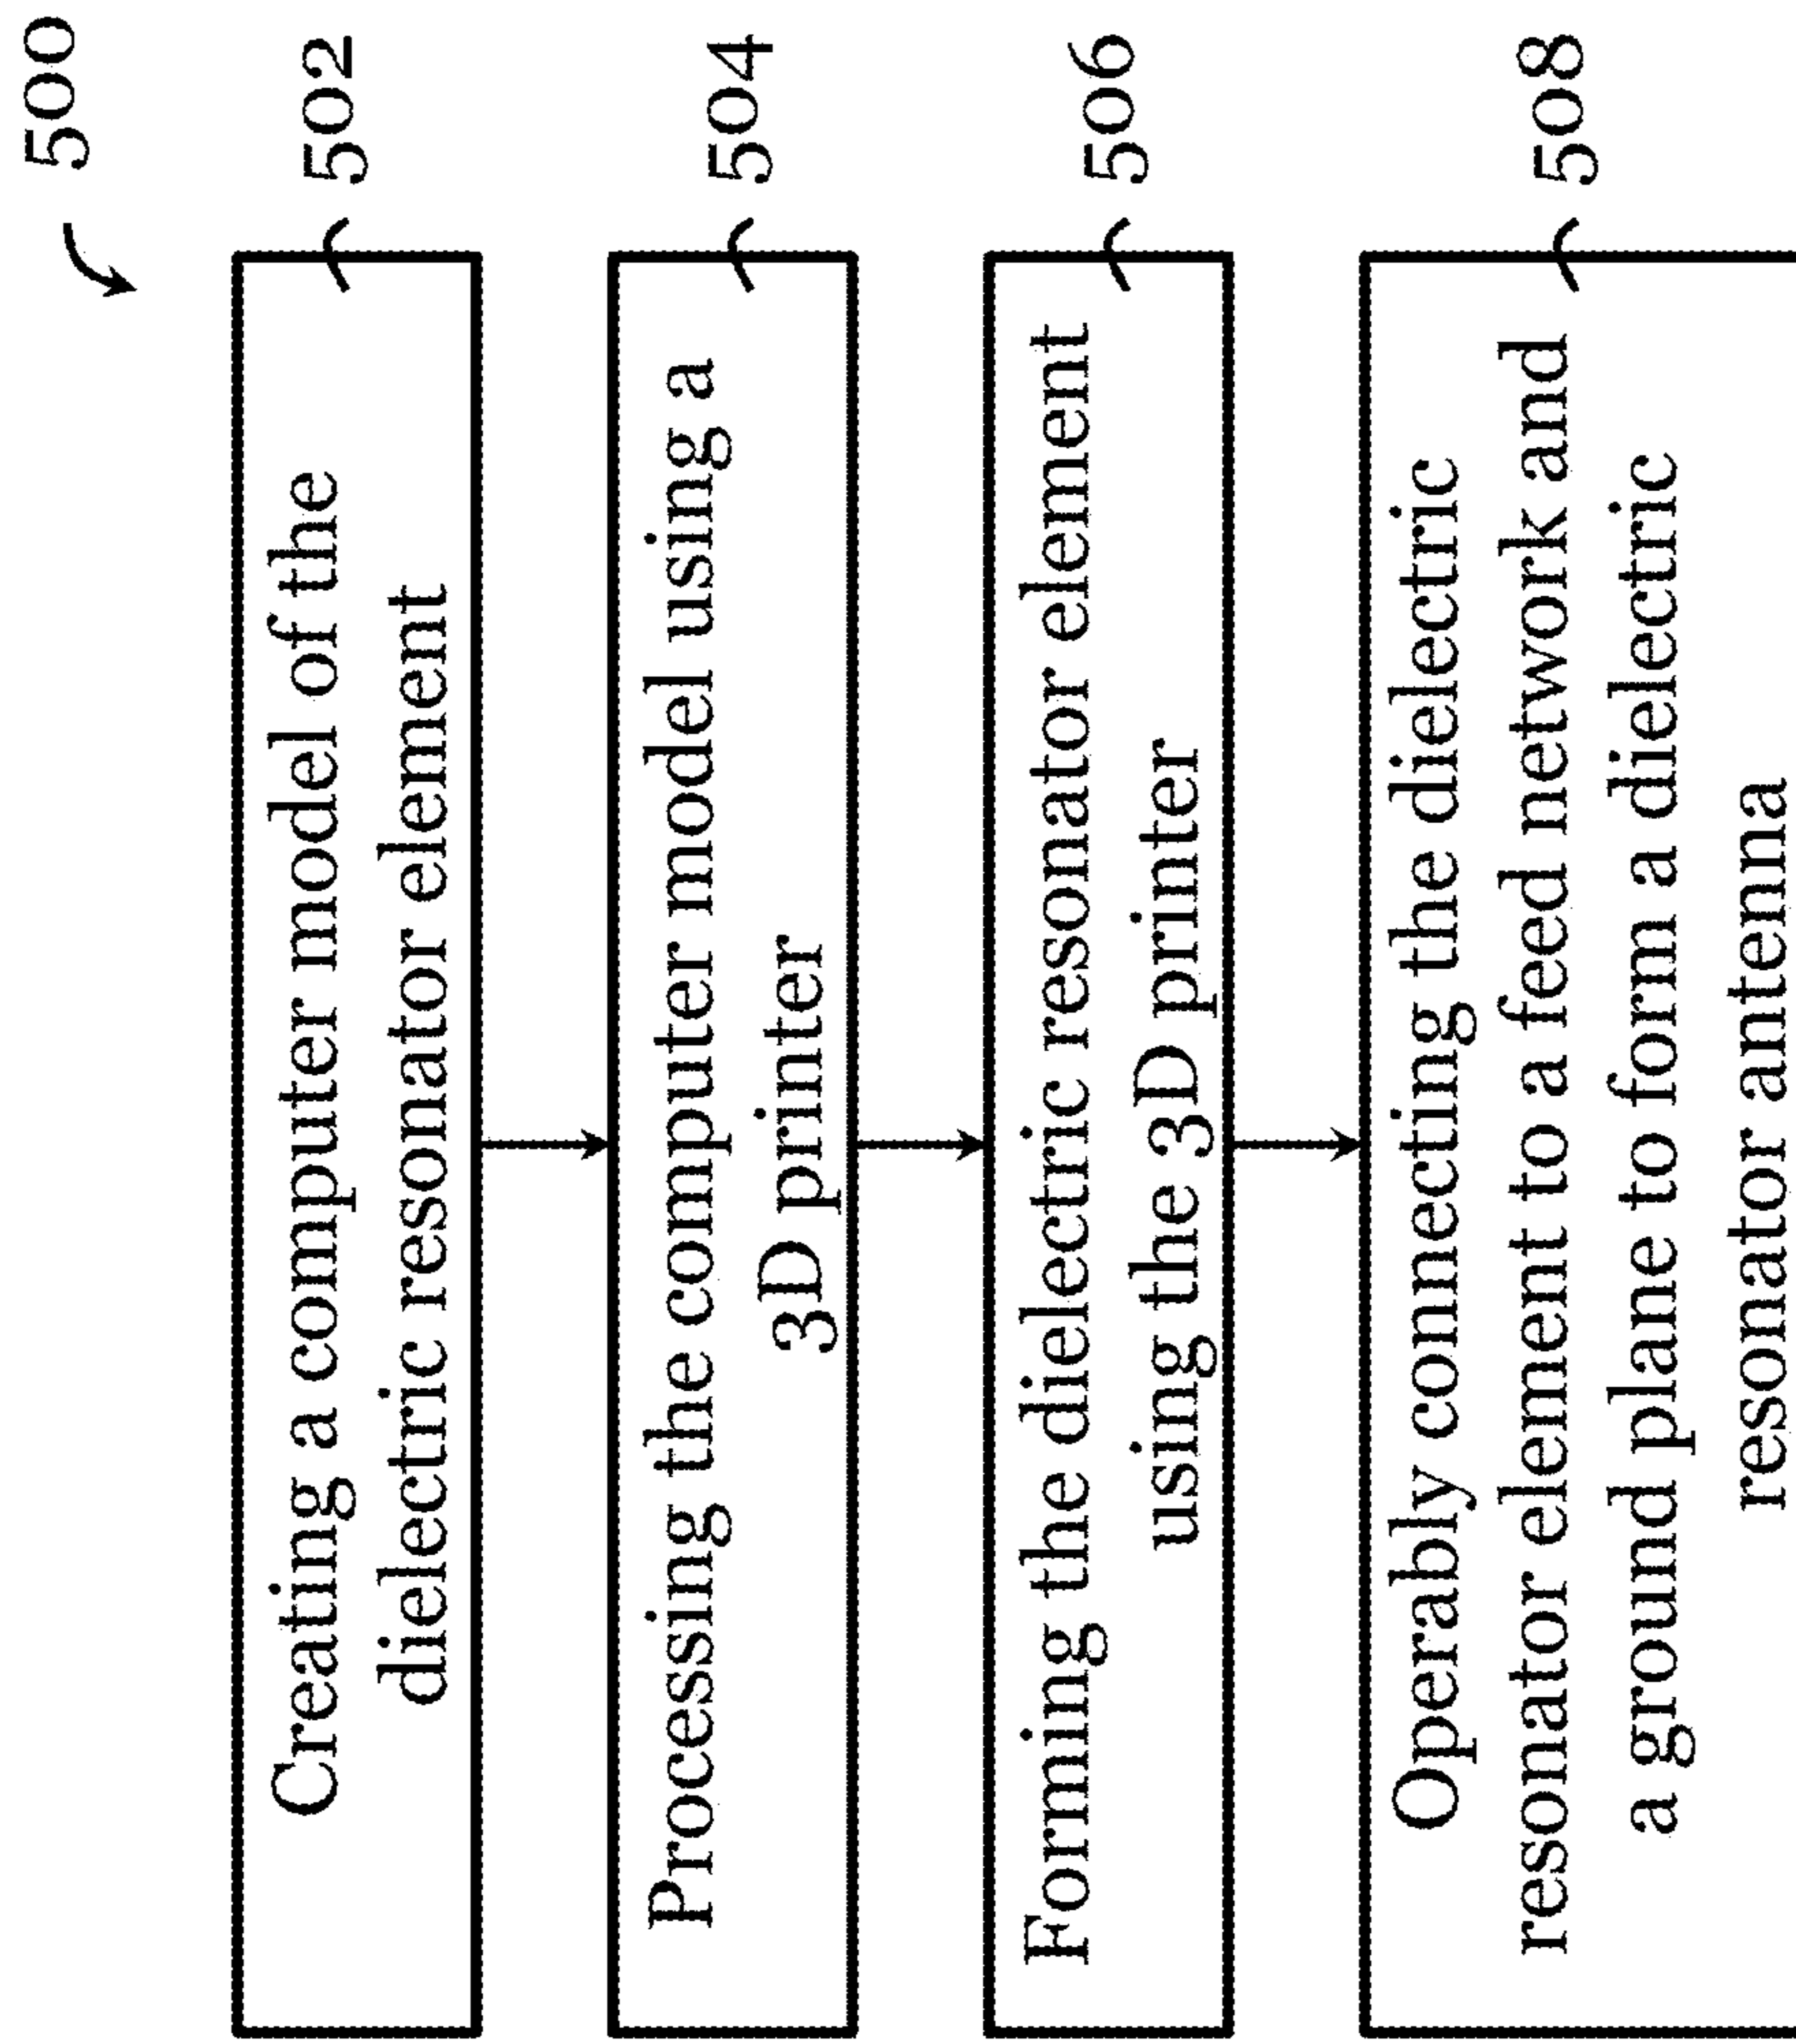 500
Creating a computer model of the
dielectric resonator element
502
Processing the computer model using a
3D printer
504
Forming the dielectric resonator element
using the 3D printer
506
Operably connecting the dielectric
resonator element to a feed network and
a ground plane to form a dielectric
resonator antenna
508